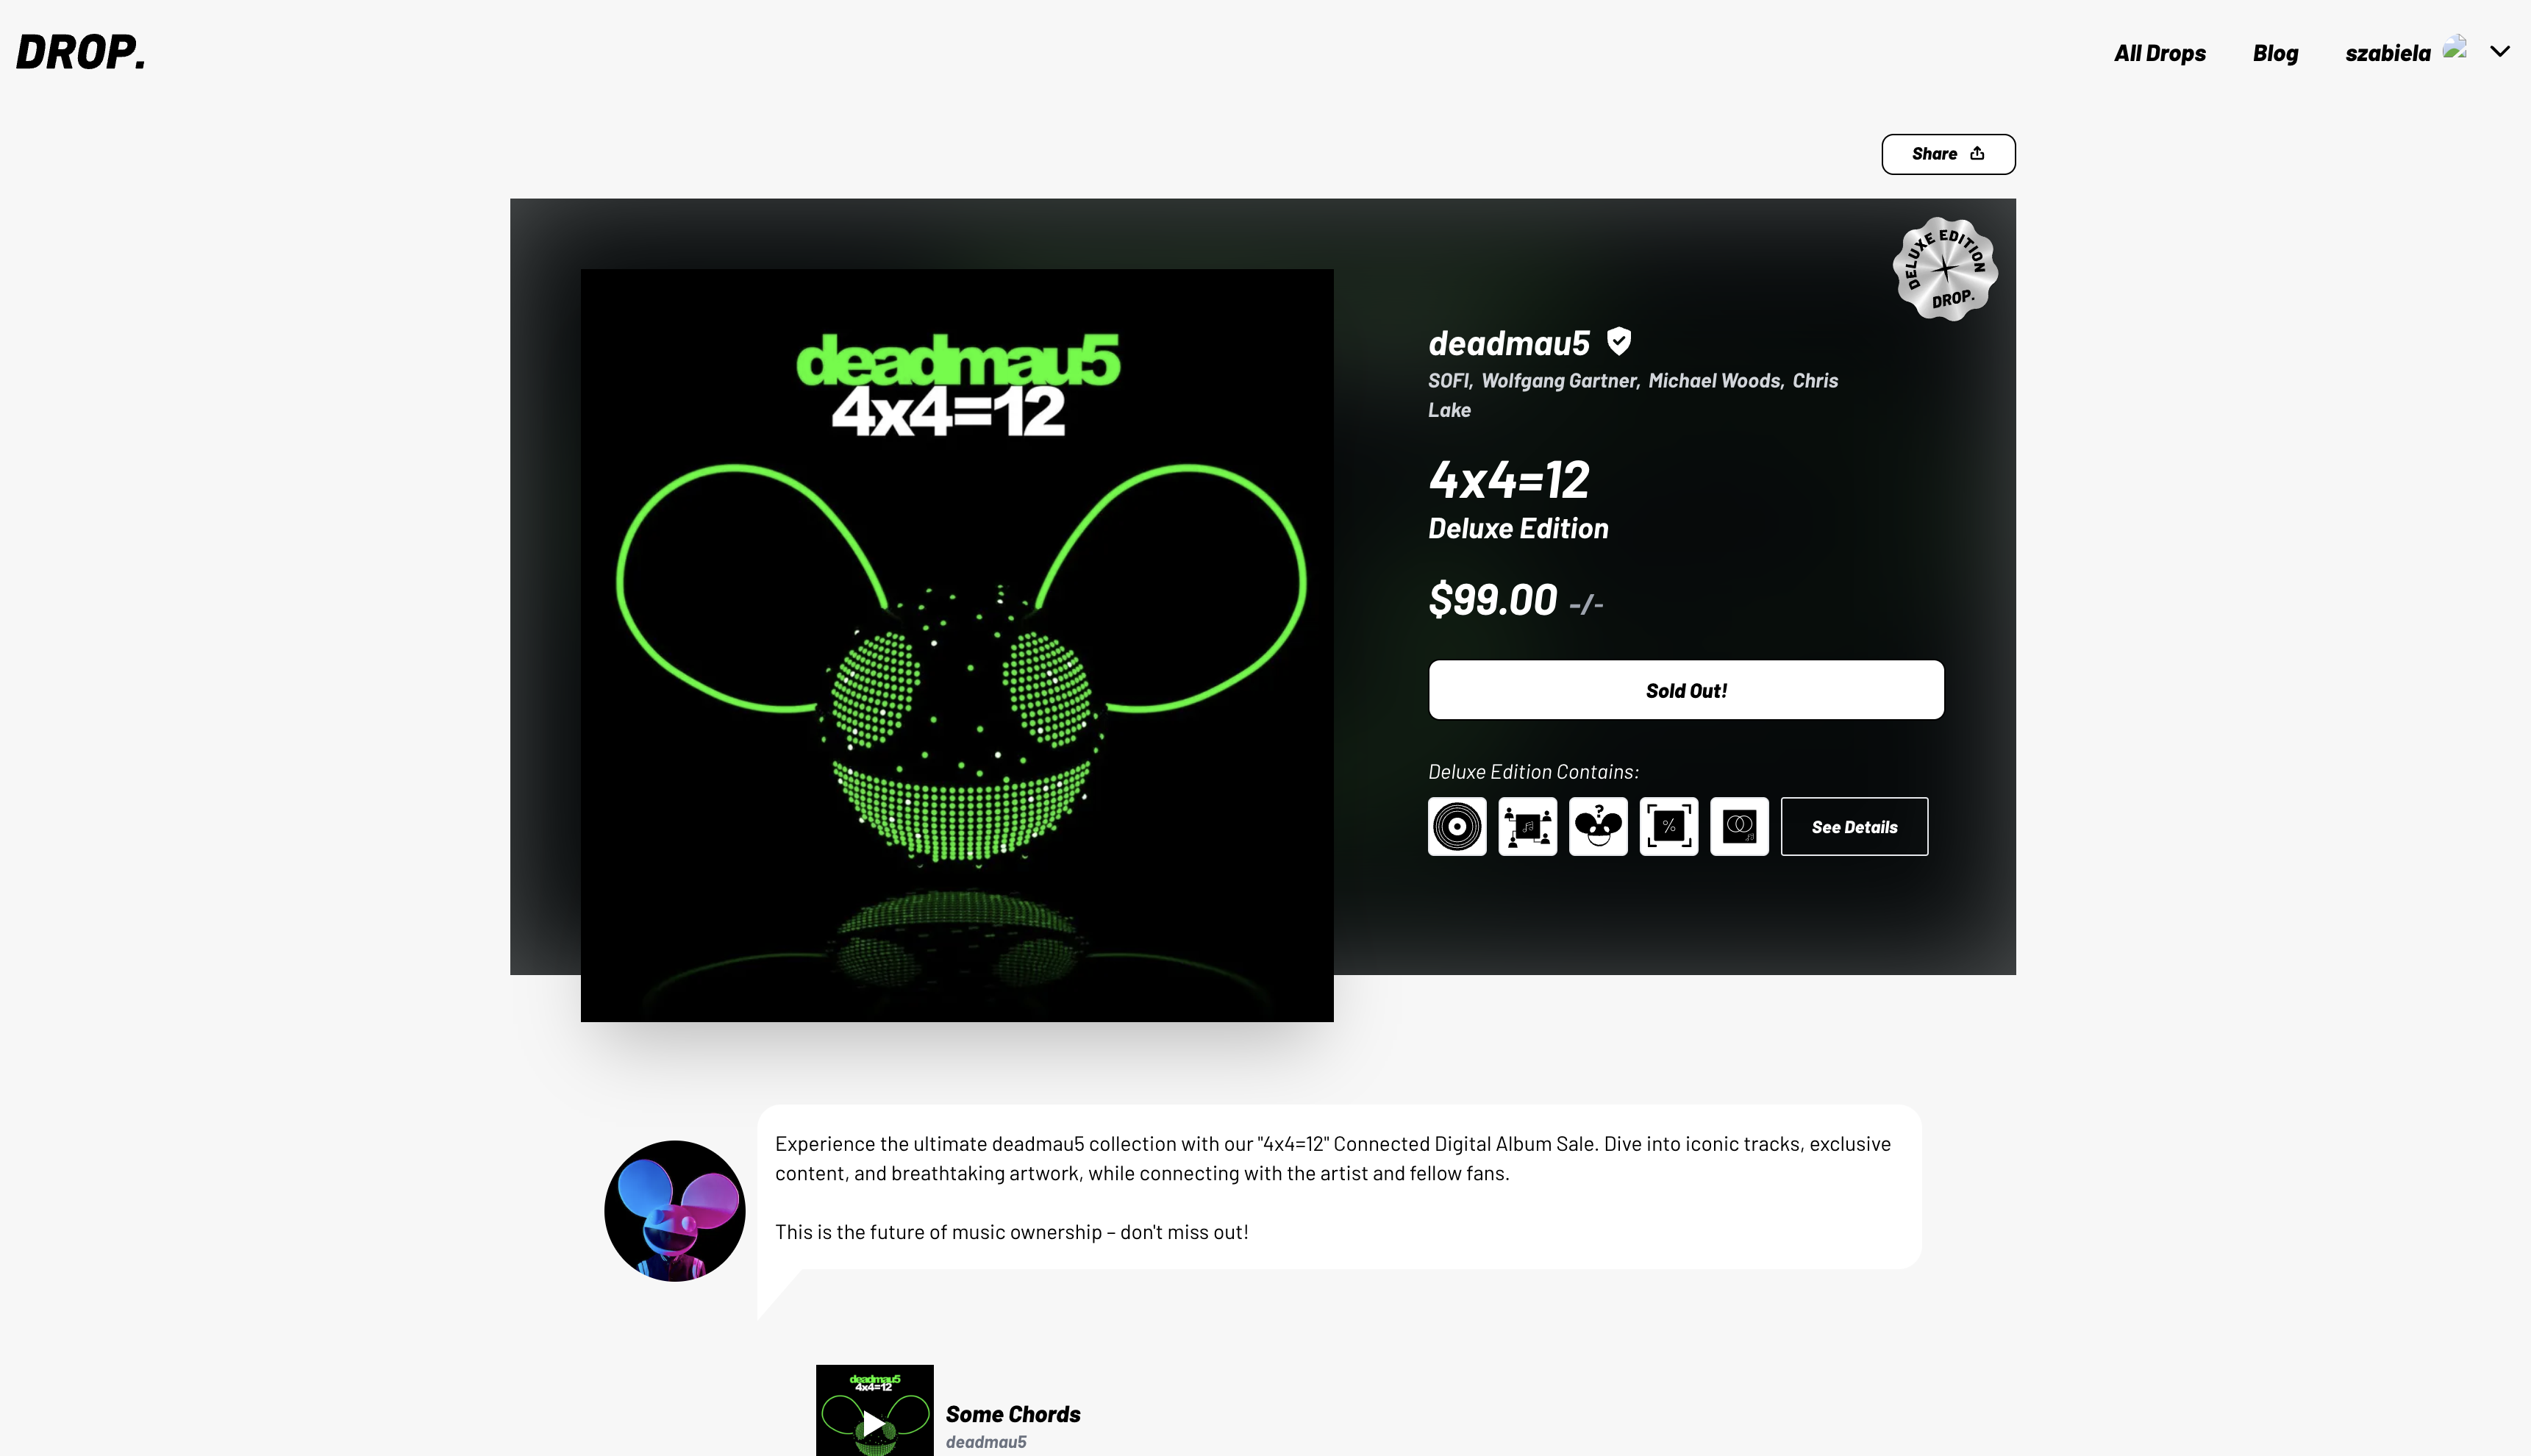 DROP.
All Drops
Blog
szabiela
Share
DELUXE EDITION
DROP.
deadmau5
4x4=12
deadmau5
SOFI, Wolfgang Gartner, Michael Woods, Chris
Lake
4x4=12
Deluxe Edition
$99.00 -/-
Sold Out!
Deluxe Edition Contains:
?
%
See Details
Experience the ultimate deadmau5 collection with our "4x4=12" Connected Digital Album Sale. Dive into iconic tracks, exclusive
content, and breathtaking artwork, while connecting with the artist and fellow fans.
This is the future of music ownership – don't miss out!
deadmau5
4x4=12
Some Chords
deadmau5